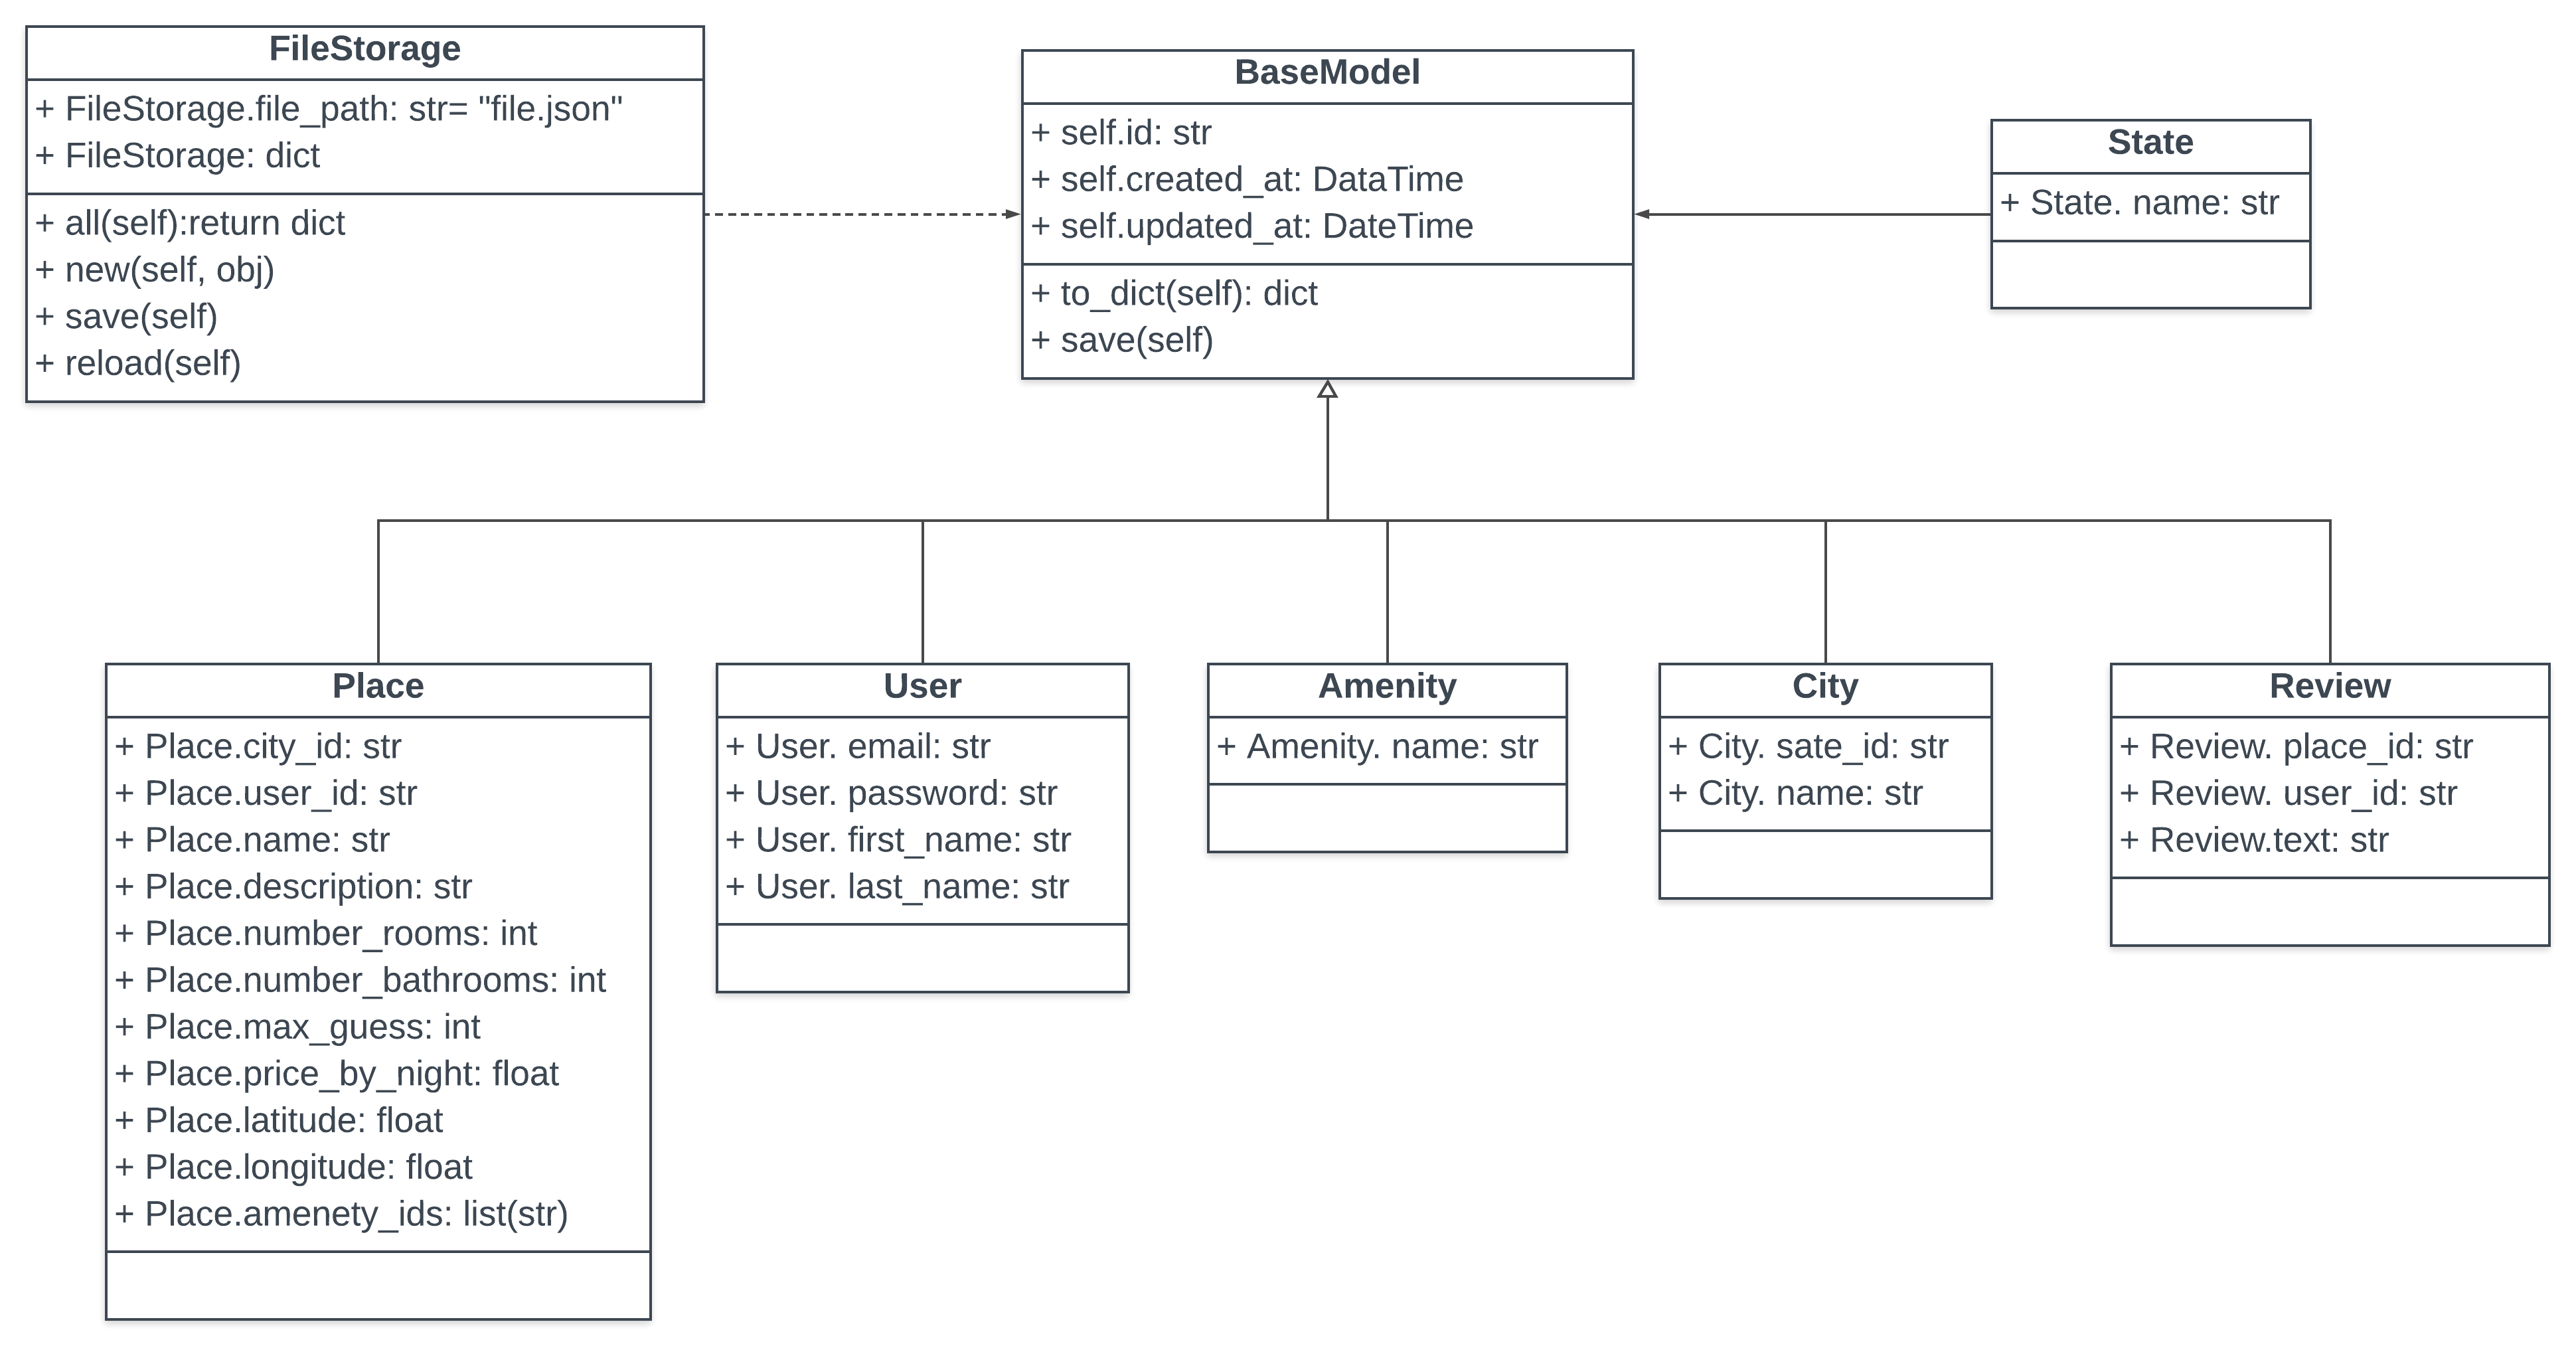 FileStorage
+ FileStorage.file_path: str= "file.json"
+ FileStorage: dict
+ all(self):return dict
+ new(self, obj)
+ save(self)
+ reload(self)
BaseModel
+ self.id: str
+ self.created_at: DataTime
+ self.updated_at: DateTime
+ to_dict(self): dict
+ save(self)
State
+ State. name: str
Place
+ Place.city_id: str
+ Place.user_id: str
+ Place.name: str
+ Place.description: str
+ Place.number_rooms: int
+ Place.number_bathrooms: int
+ Place.max_guess: int
+ Place.price_by_night: float
+ Place.latitude: float
+ Place.longitude: float
+ Place.amenety_ids: list(str)
User
+ User. email: str
+ User. password: str
+ User. first_name: str
+ User. last_name: str
Amenity
+ Amenity. name: str
City
+ City. sate_id: str
+ City. name: str
Review
+ Review. place_id: str
+ Review. user_id: str
+ Review.text: str